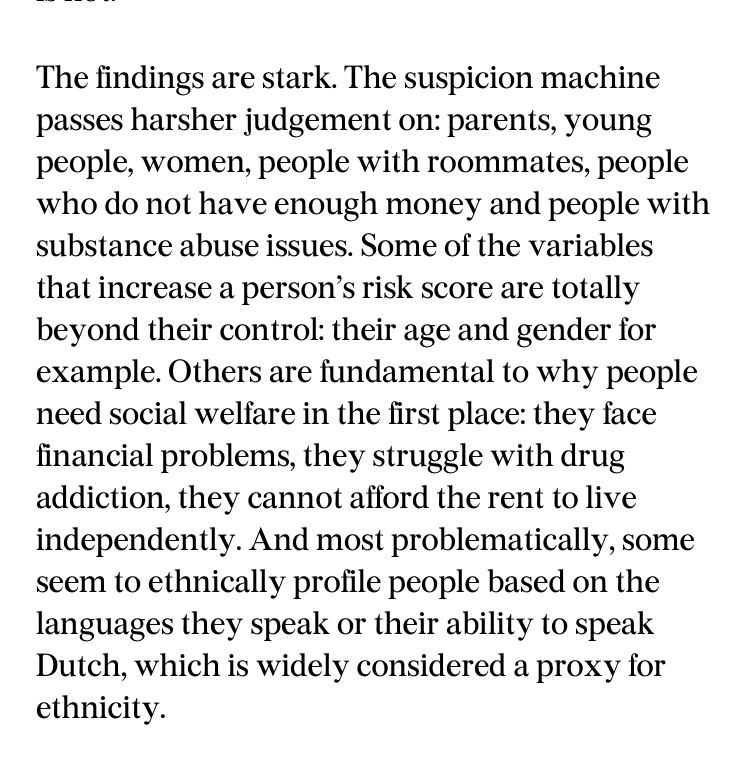 The findings are stark. The suspicion machine
passes harsher judgement on: parents, young
people, women, people with roommates, people
who do not have enough money and people with
substance abuse issues. Some of the variables
that increase a person’s risk score are totally
beyond their control: their age and gender for
example. Others are fundamental to why people
need social welfare in the first place: they face
financial problems, they struggle with drug
addiction, they cannot afford the rent to live
independently. And most problematically, some
seem to ethnically profile people based on the
languages they speak or their ability to speak
Dutch, which is widely considered a proxy for
ethnicity.